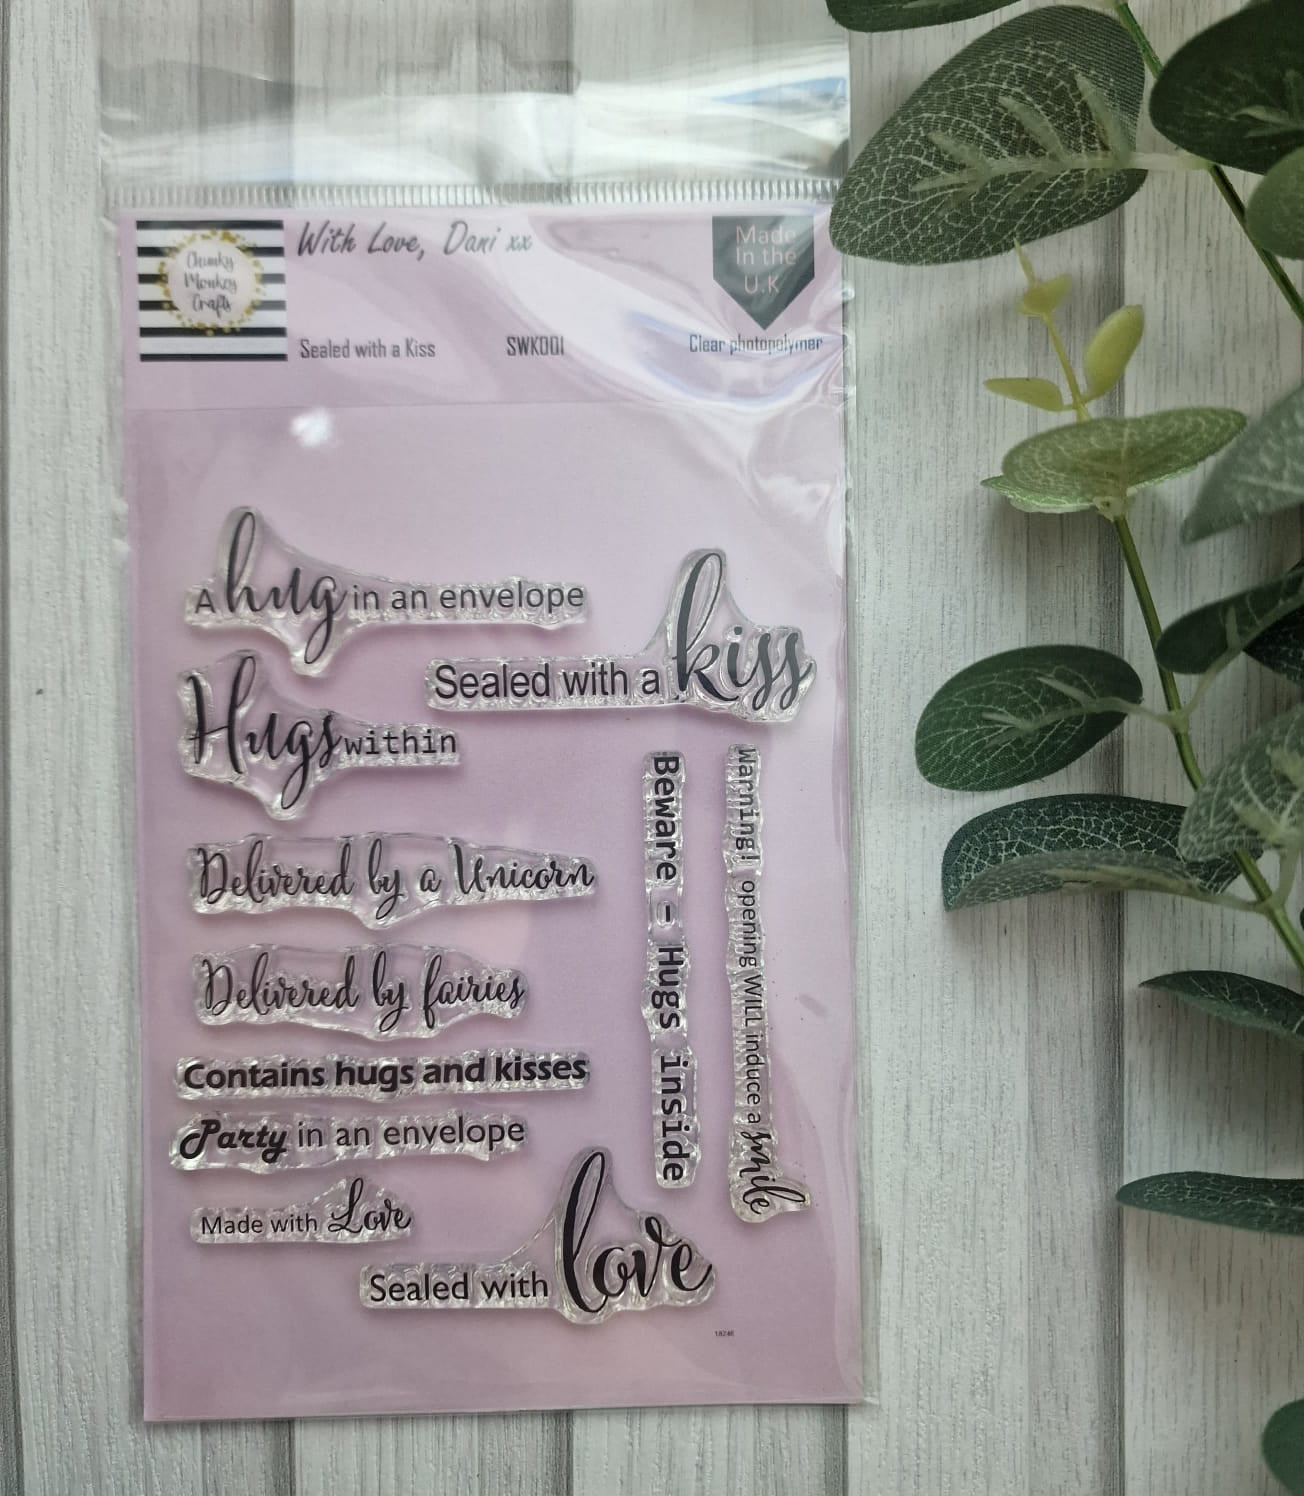 Chunky
Monkey
Crafts
With Love, Dani xx
Made
In the
U.K
Sealed with a Kiss
SWK001
Clear photopolymer
A hug in an envelope
Sealed with a kiss
Hugs within
Beware - Hugs inside
Warning! opening WILL induce a smile
Delivered by a Unicorn
Delivered by fairies
Contains hugs and kisses
Party in an envelope
Made with Love
Sealed with love
18246